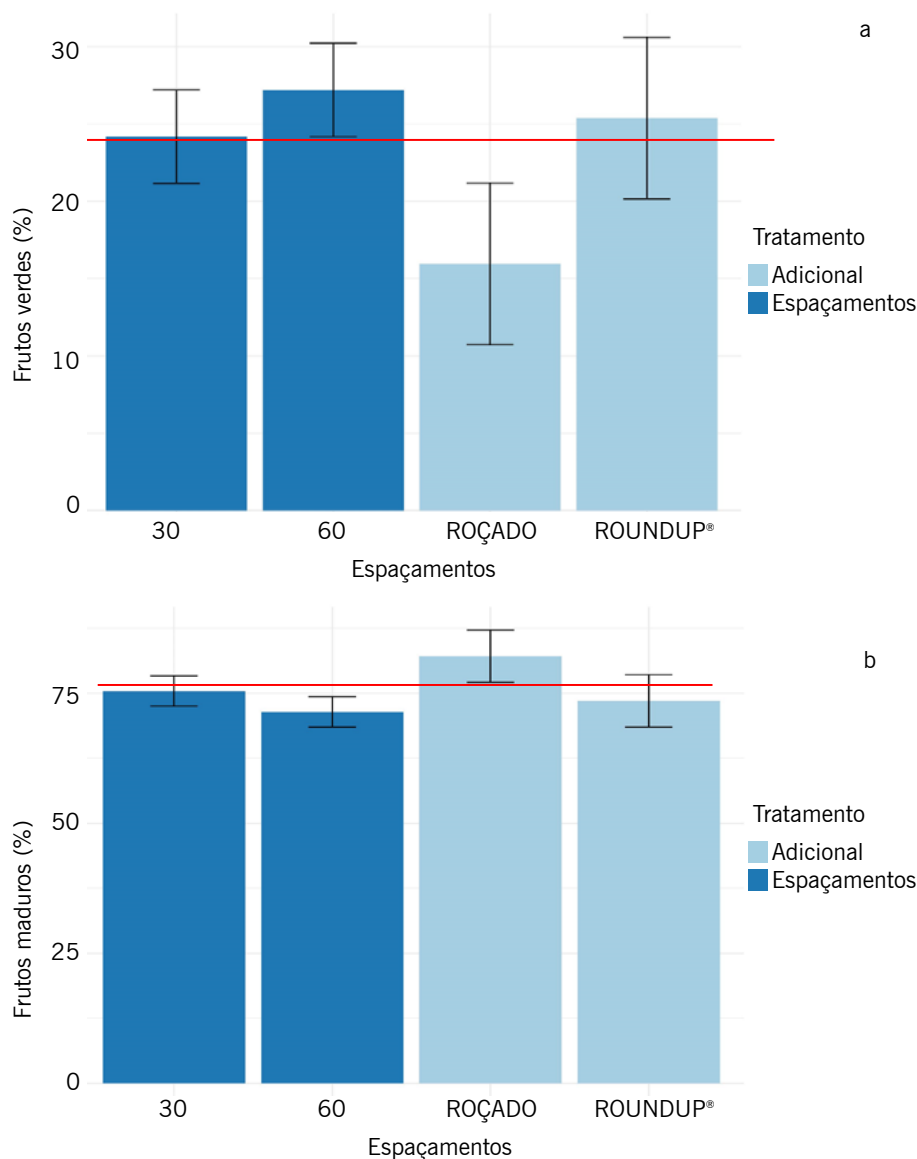 a
30
20
10
0
Frutos verdes (%)
30 60 ROÇADO ROUNDUP®
Espaçamentos
Tratamento
Adicional
Espaçamentos
b
75
50
25
0
Frutos maduros (%)
30 60 ROÇADO ROUNDUP®
Espaçamentos
Tratamento
Adicional
Espaçamentos